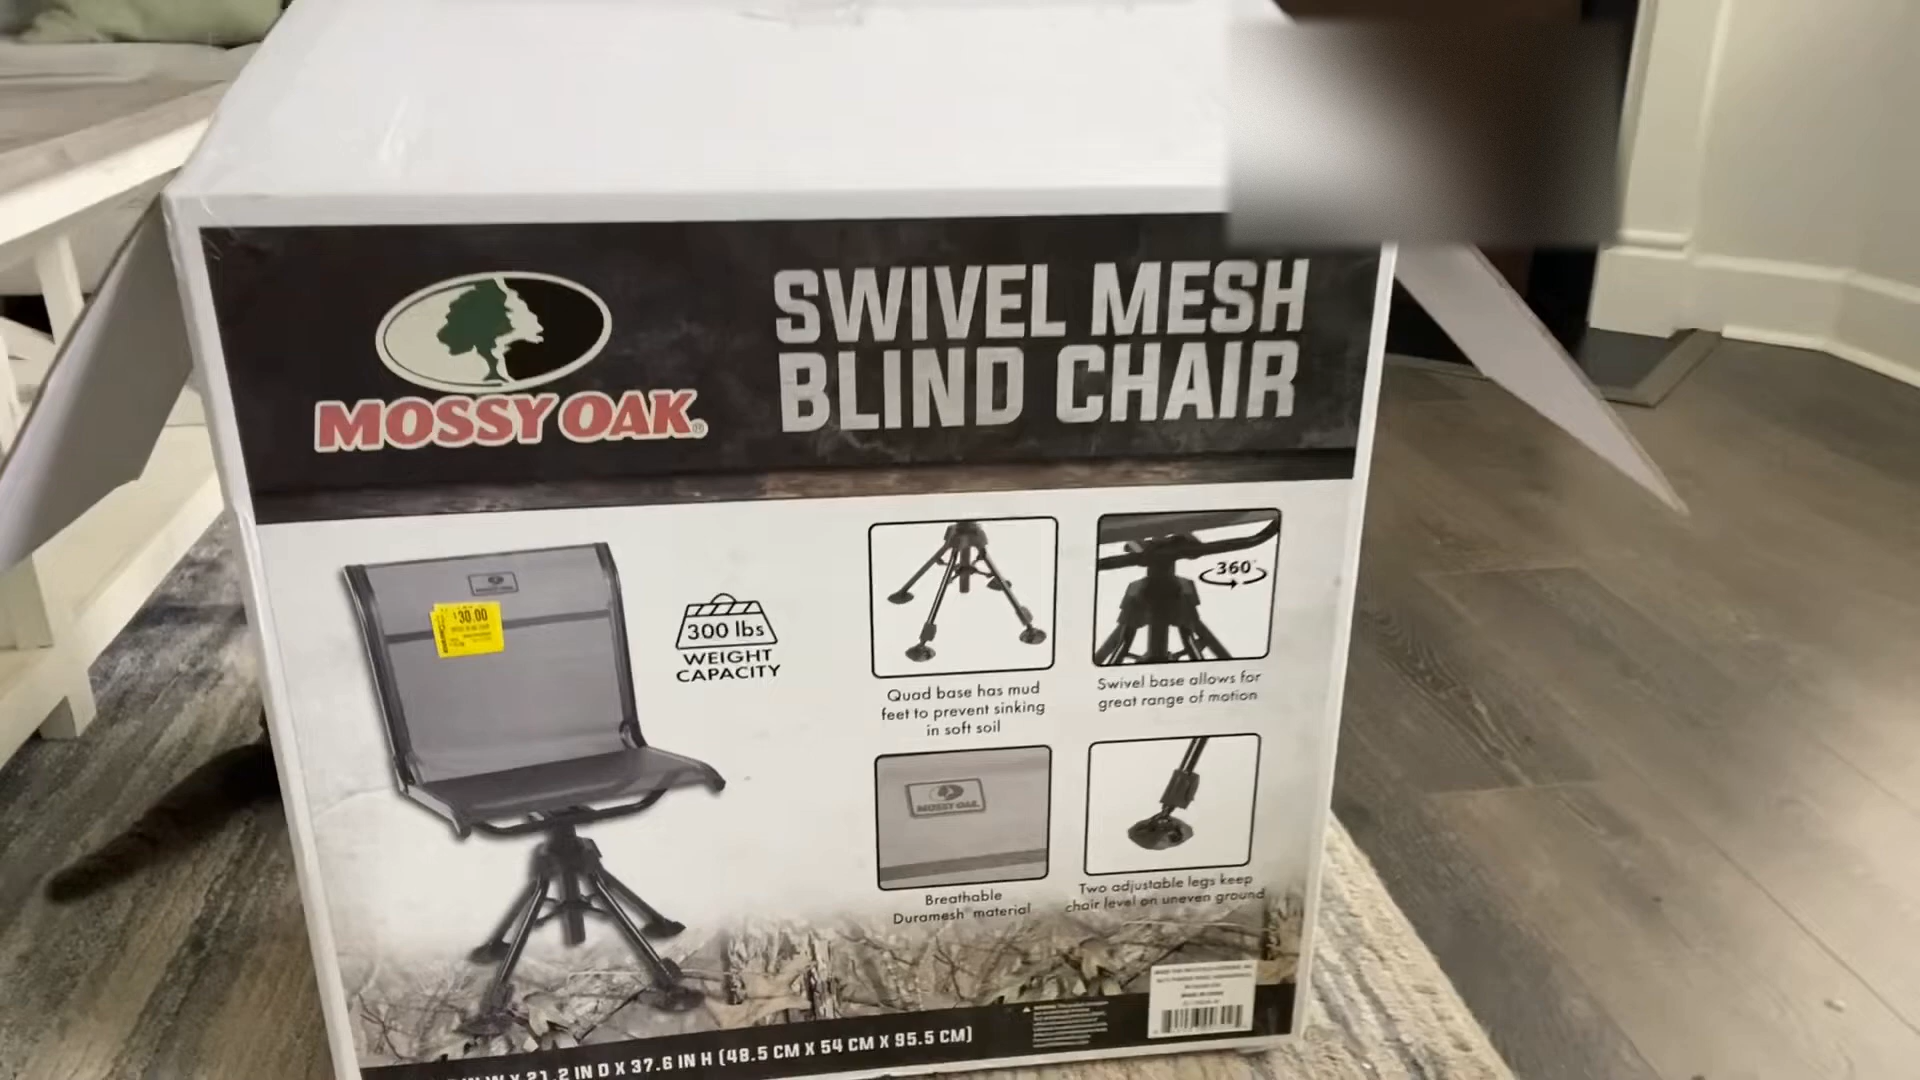 SWIVEL MESH
BLIND CHAIR
MOSSY OAK®
$30.00
300 lbs
WEIGHT
CAPACITY
Quad base has mud
feet to prevent sinking
in soft soil
360°
Swivel base allows for
great range of motion
MOSSY OAK
Breathable
Duramesh® material
Two adjustable legs keep
chair level on uneven ground
W X 21.2 IN D X 37.6 IN H (48.5 CM X 54 CM X 95.5 CM)